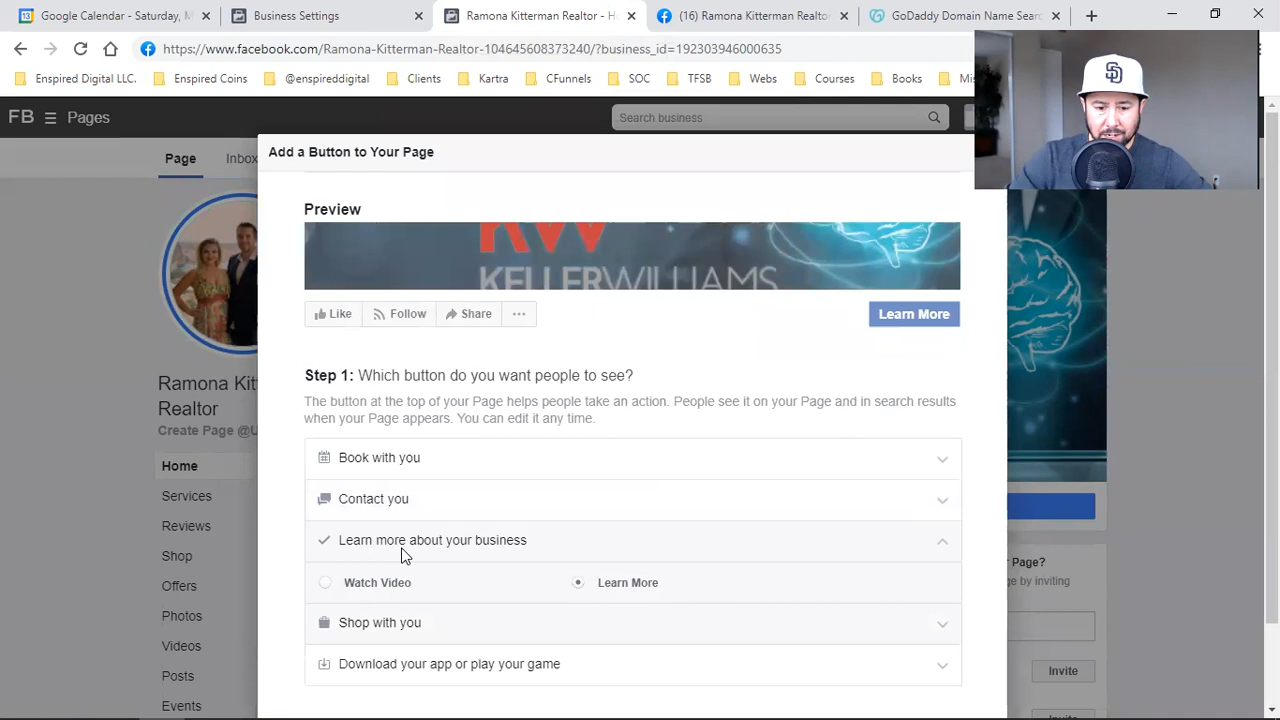 Google Calendar - Saturday, M
Business Settings
Ramona Kitterman Realtor - H
(16) Ramona Kitterman Realto
GoDaddy Domain Name Sear
https://www.facebook.com/Ramona-Kitterman-Realtor-104645608373240/?business_id=192303946000635
Enspired Digital LLC.
Enspired Coins
@enspireddigital
Clients
Kartra
CFunnels
SOC
TFSB
Webs
Courses
Books
Mi
FB
Pages
Search business
Page
Inbox
Add a Button to Your Page
Preview
KW
KELLERWILLIAMS
Like
Follow
Share
Learn More
Ramona Kit
Realtor
Create Page @U
Step 1: Which button do you want people to see?
The button at the top of your Page helps people take an action. People see it on your Page and in search results
when your Page appears. You can edit it any time.
Home
Services
Reviews
Shop
Offers
Photos
Videos
Posts
Events
Book with you
Contact you
Learn more about your business
Watch Video
Learn More
Shop with you
Download your app or play your game
r Page?
ge by inviting
Invite
SD